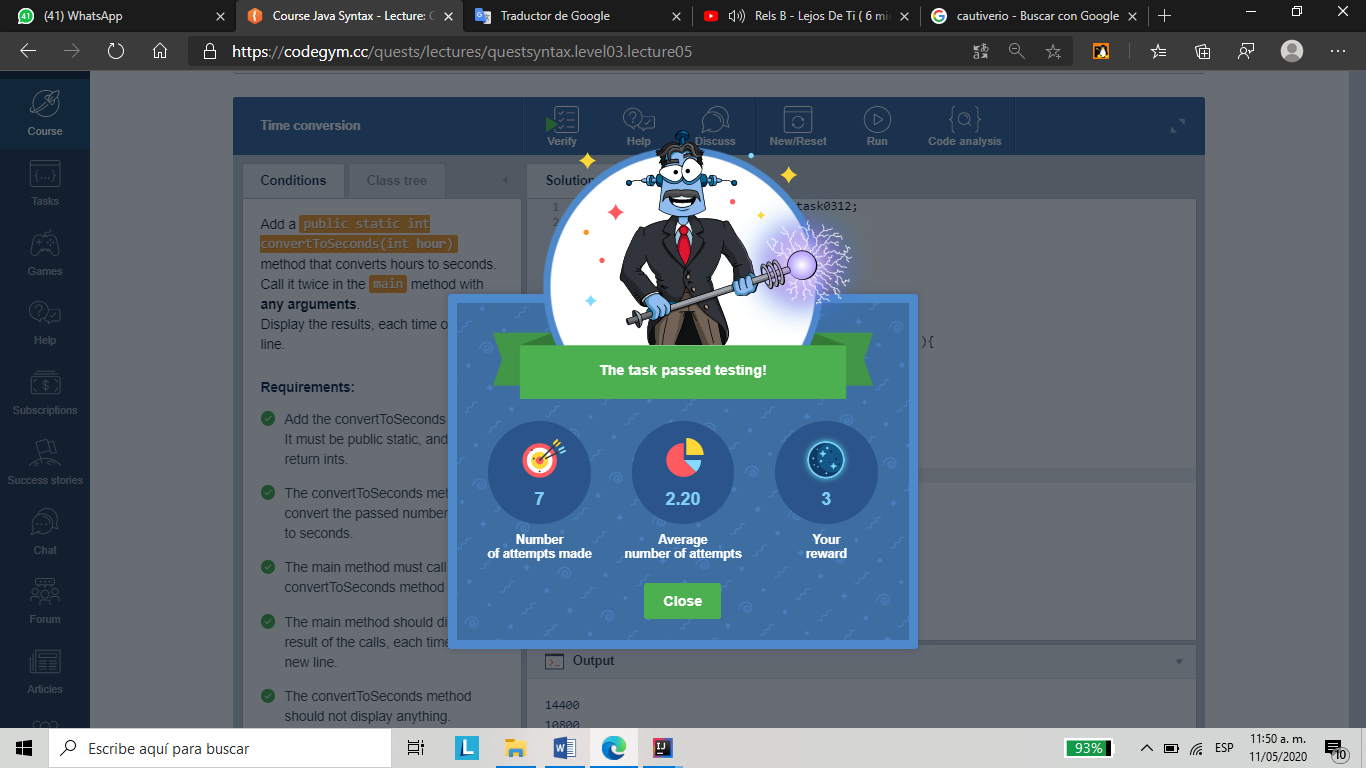 (41) WhatsApp
Course Java Syntax - Lecture: C
Traductor de Google
Rels B - Lejos De Ti ( 6 min
cautiverio - Buscar con Google
https://codegym.cc/quests/lectures/questsyntax.level03.lecture05
Course
Tasks
Games
Help
Subscriptions
Success stories
Chat
Forum
Articles
Time conversion
Verify
Help
Discuss
New/Reset
Run
Code analysis
Conditions
Class tree
Add a public static int
convertToSeconds(int hour)
method that converts hours to seconds.
Call it twice in the main method with
any arguments.
Display the results, each time o
line.
Requirements:
Add the convertToSeconds
It must be public static, and
return ints.
The convertToSeconds met
convert the passed number
to seconds.
The main method must call
convertToSeconds method
The main method should di
result of the calls, each time
new line.
The convertToSeconds method
should not display anything.
Solution
1
task0312;
2
){
The task passed testing!
7
Number
of attempts made
2.20
Average
number of attempts
3
Your
reward
Close
Output
14400
10800
Escribe aquí para buscar
93%
ESP
11:50 a. m.
11/05/2020
10